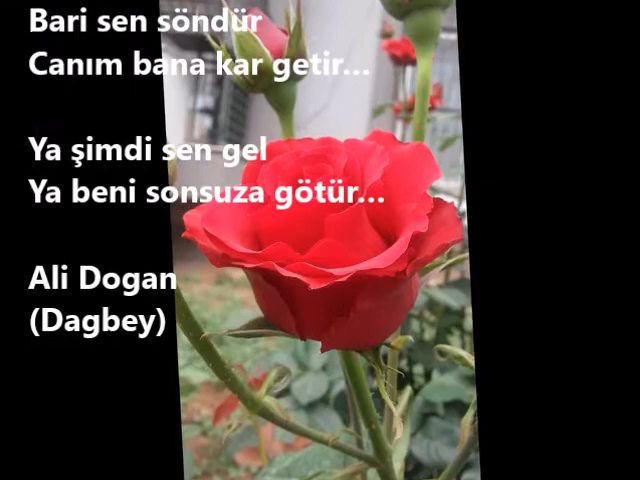 Bari sen söndür
Canım bana kar getir...
Ya şimdi sen gel
Ya beni sonsuza götür...
Ali Dogan
(Dagbey)